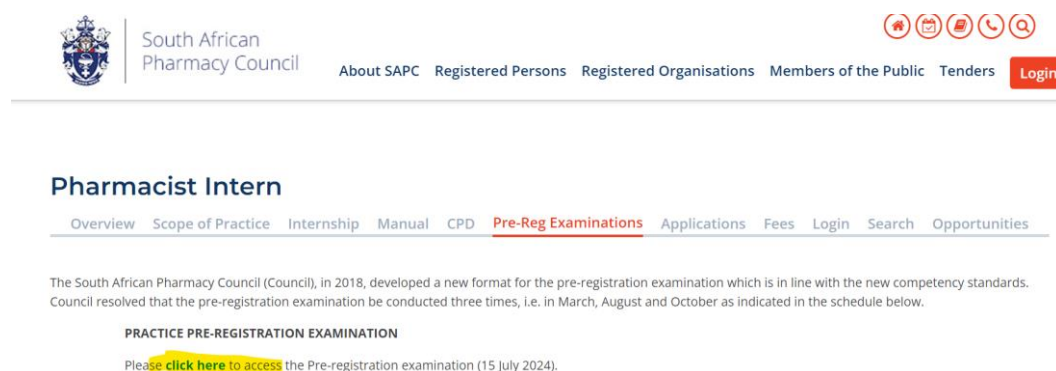 South African
Pharmacy Council
About SAPC Registered Persons Registered Organisations Members of the Public Tenders Login
Pharmacist Intern
Overview Scope of Practice Internship Manual CPD Pre-Reg Examinations Applications Fees Login Search Opportunities
The South African Pharmacy Council (Council), in 2018, developed a new format for the pre-registration examination which is in line with the new competency standards.
Council resolved that the pre-registration examination be conducted three times, i.e. in March, August and October as indicated in the schedule below.
PRACTICE PRE-REGISTRATION EXAMINATION
Please click here to access the Pre-registration examination (15 July 2024).